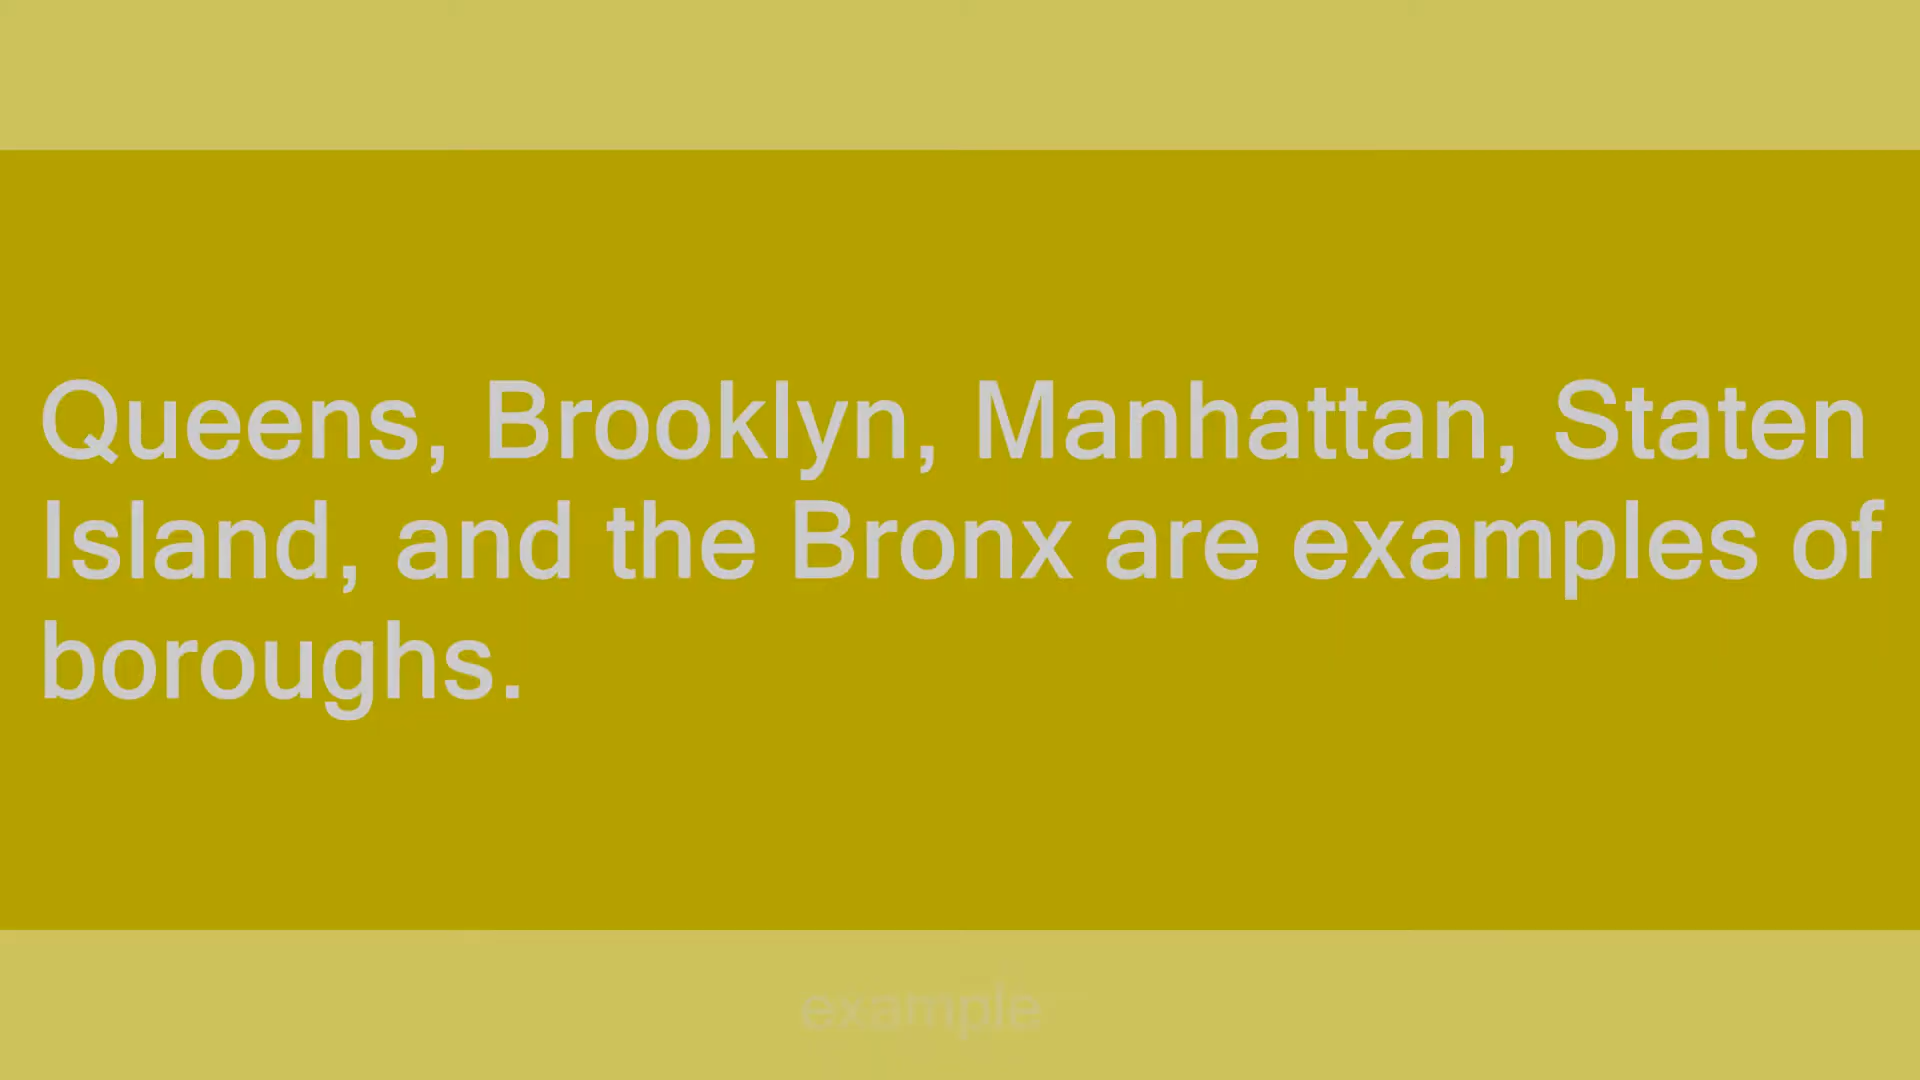 Queens, Brooklyn, Manhattan, Staten
Island, and the Bronx are examples of
boroughs.
example